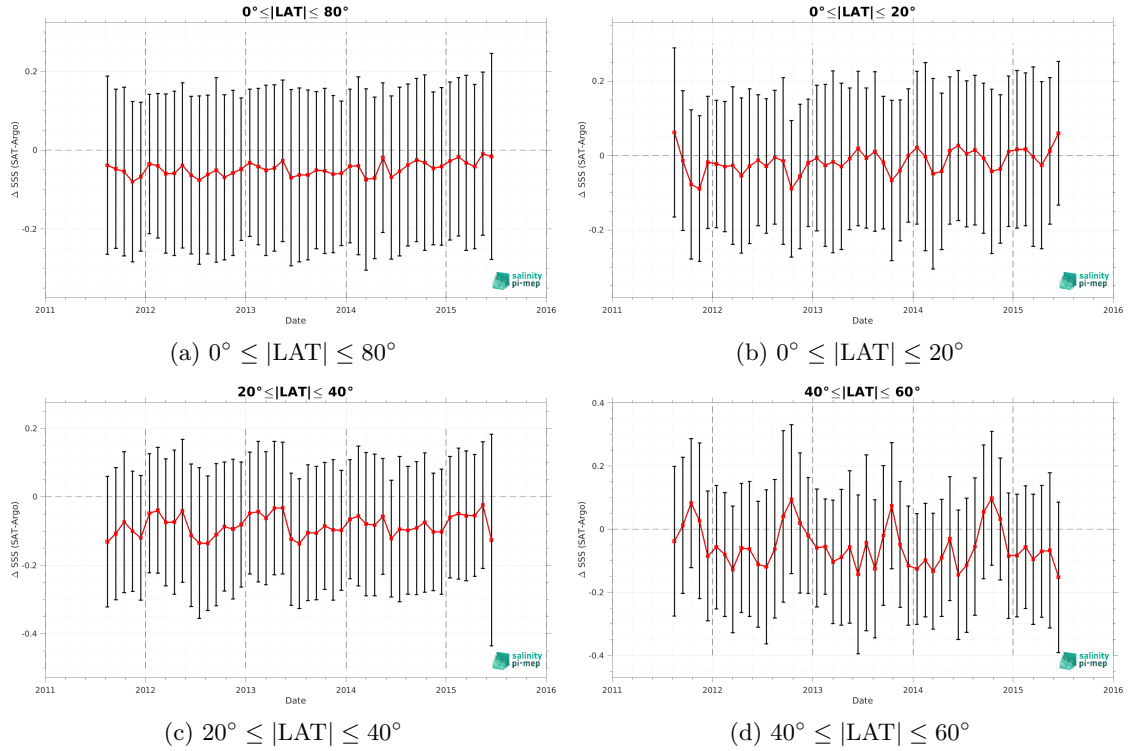 0°≤|LAT|≤ 80°
0.2
0
-0.2
Δ SSS (SAT-Argo)
2011
2012
2013
2014
2015
2016
Date
salinity
pi-mep
(a) 0° ≤ |LAT| ≤ 80°
0°≤|LAT|≤ 20°
0.2
0
-0.2
Δ SSS (SAT-Argo)
2011
2012
2013
2014
2015
2016
Date
salinity
pi-mep
(b) 0° ≤ |LAT| ≤ 20°
20°≤|LAT|≤ 40°
0.2
0
-0.2
-0.4
Δ SSS (SAT-Argo)
2011
2012
2013
2014
2015
2016
Date
salinity
pi-mep
(c) 20° ≤ |LAT| ≤ 40°
40°≤|LAT|≤ 60°
0.4
0.2
0
-0.2
-0.4
Δ SSS (SAT-Argo)
2011
2012
2013
2014
2015
2016
Date
salinity
pi-mep
(d) 40° ≤ |LAT| ≤ 60°